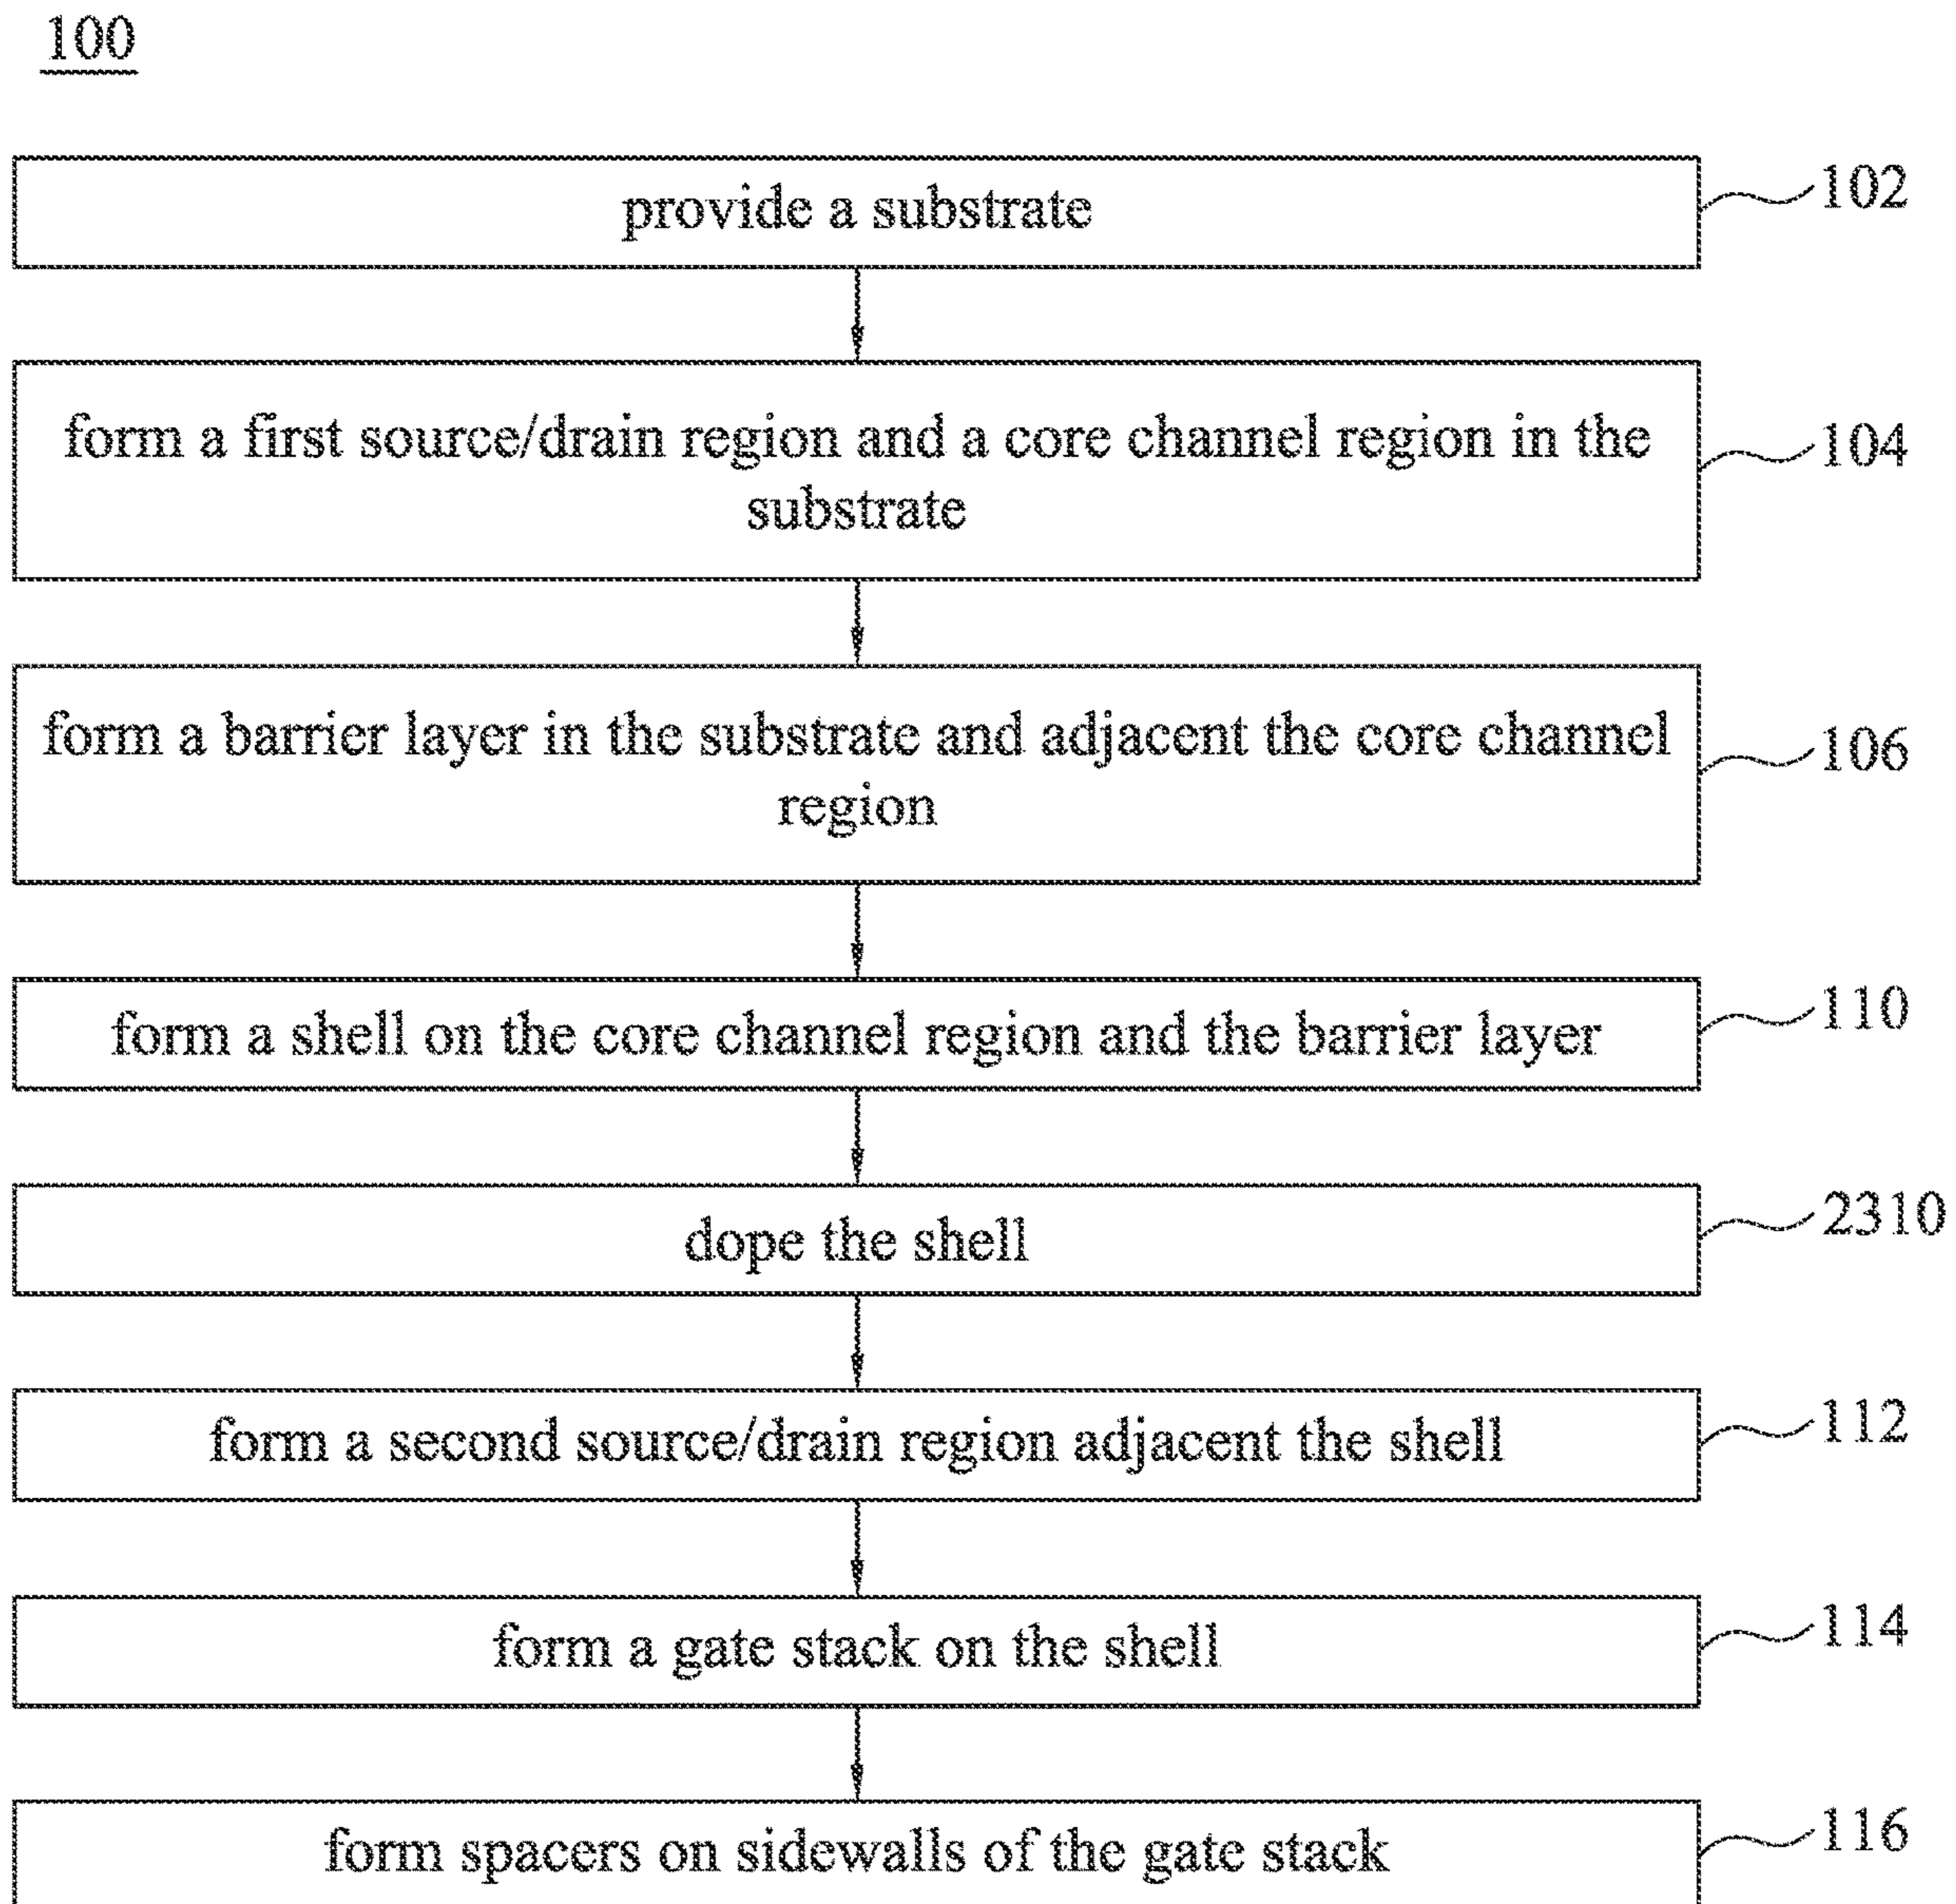 100
provide a substrate
102
form a first source/drain region and a core channel region in the
substrate
104
form a barrier layer in the substrate and adjacent the core channel
region
106
form a shell on the core channel region and the barrier layer
110
dope the shell
2310
form a second source/drain region adjacent the shell
112
form a gate stack on the shell
114
form spacers on sidewalls of the gate stack
116